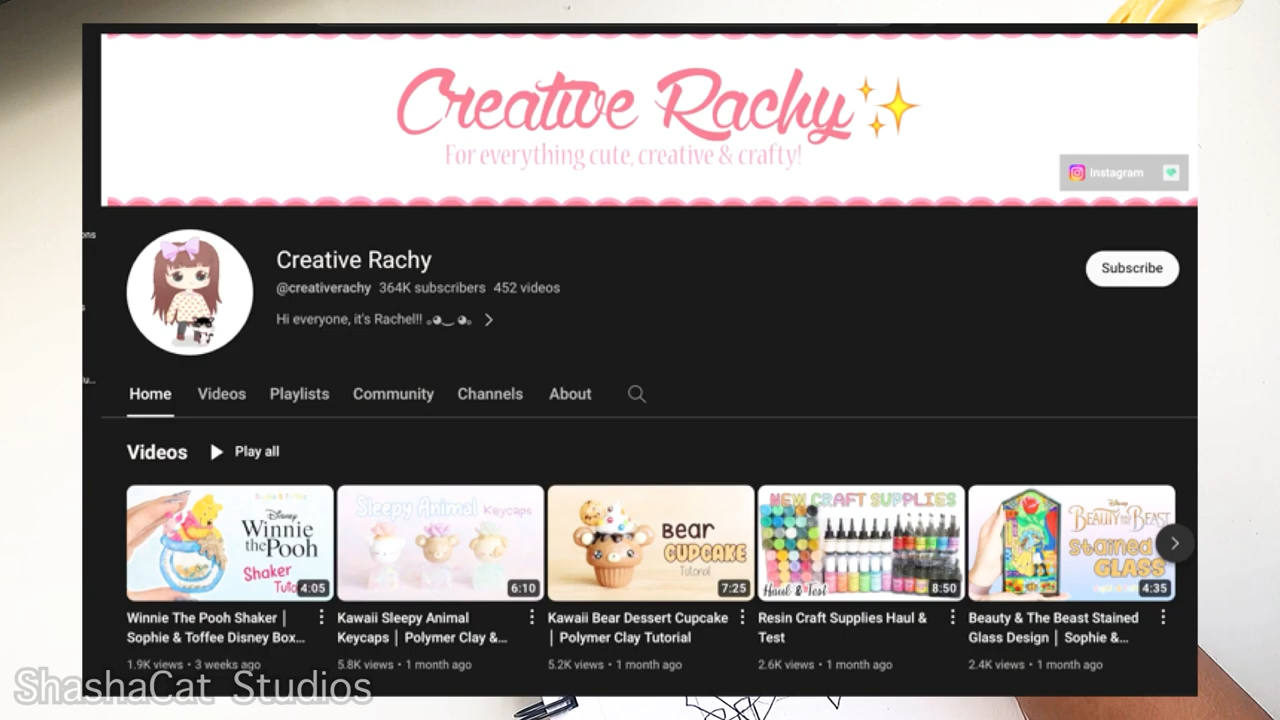 Creative Rachy
For everything cute, creative & crafty!
Instagram
ons
Creative Rachy
@creativerachy 364K subscribers 452 videos
Hi everyone, it's Rachel!! 
Subscribe
Home Videos Playlists Community Channels About
Videos Play all
Disney
Winnie
the Pooh
Shaker
4:05
Sleepy Animal Keycaps
6:10
BEAR
CUPCAKE
Tutorial
7:25
NEW CRAFT SUPPLIES
Haul & Test
8:50
Disney
BEAUTY AND THE BEAST
Stained
GLASS
4:35
Winnie The Pooh Shaker |
Sophie & Toffee Disney Box...
1.9K views • 3 weeks ago
Kawaii Sleepy Animal
Keycaps | Polymer Clay &...
5.8K views • 1 month ago
Kawaii Bear Dessert Cupcake
| Polymer Clay Tutorial
5.2K views • 1 month ago
Resin Craft Supplies Haul &
Test
2.6K views • 1 month ago
Beauty & The Beast Stained
Glass Design | Sophie &...
2.4K views • 1 month ago
ShashaCat Studios